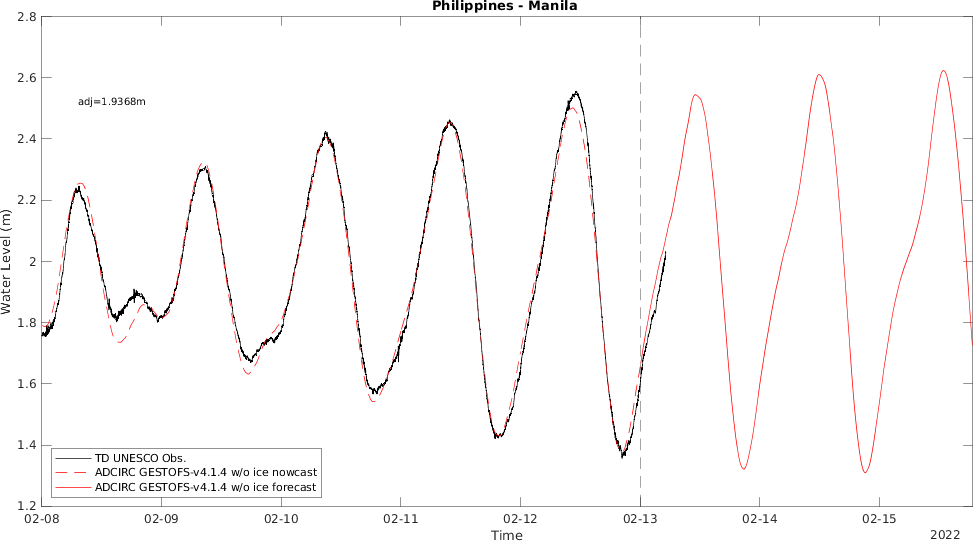 Philippines - Manila
2.8
2.6
adj=1.9368m
2.4
2.2
2
1.8
1.6
1.4
1.2
Water Level (m)
TD UNESCO Obs.
ADCIRC GESTOFS-v4.1.4 w/o ice nowcast
ADCIRC GESTOFS-v4.1.4 w/o ice forecast
02-08 02-09 02-10 02-11 02-12 02-13 02-14 02-15
Time
2022